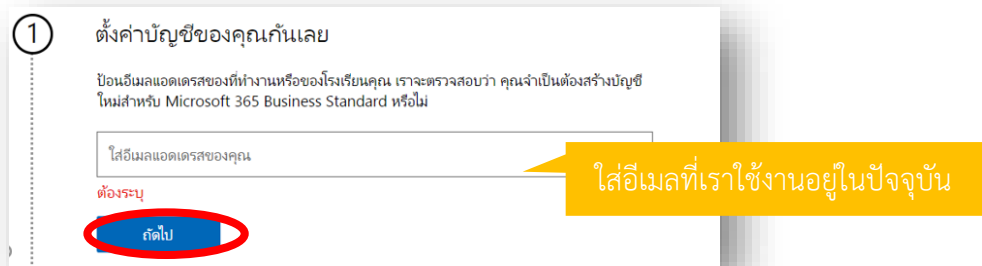 1
ตั้งค่าบัญชีของคุณกันเลย
ป้อนอีเมลแอดเดรสของที่ทำงานหรือของโรงเรียนคุณ เราจะตรวจสอบว่า คุณจำเป็นต้องสร้างบัญชี
ใหม่สำหรับ Microsoft 365 Business Standard หรือไม่
ใส่อีเมลแอดเดรสของคุณ
ใส่อีเมลที่เราใช้งานอยู่ในปัจจุบัน
ต้องระบุ
ถัดไป